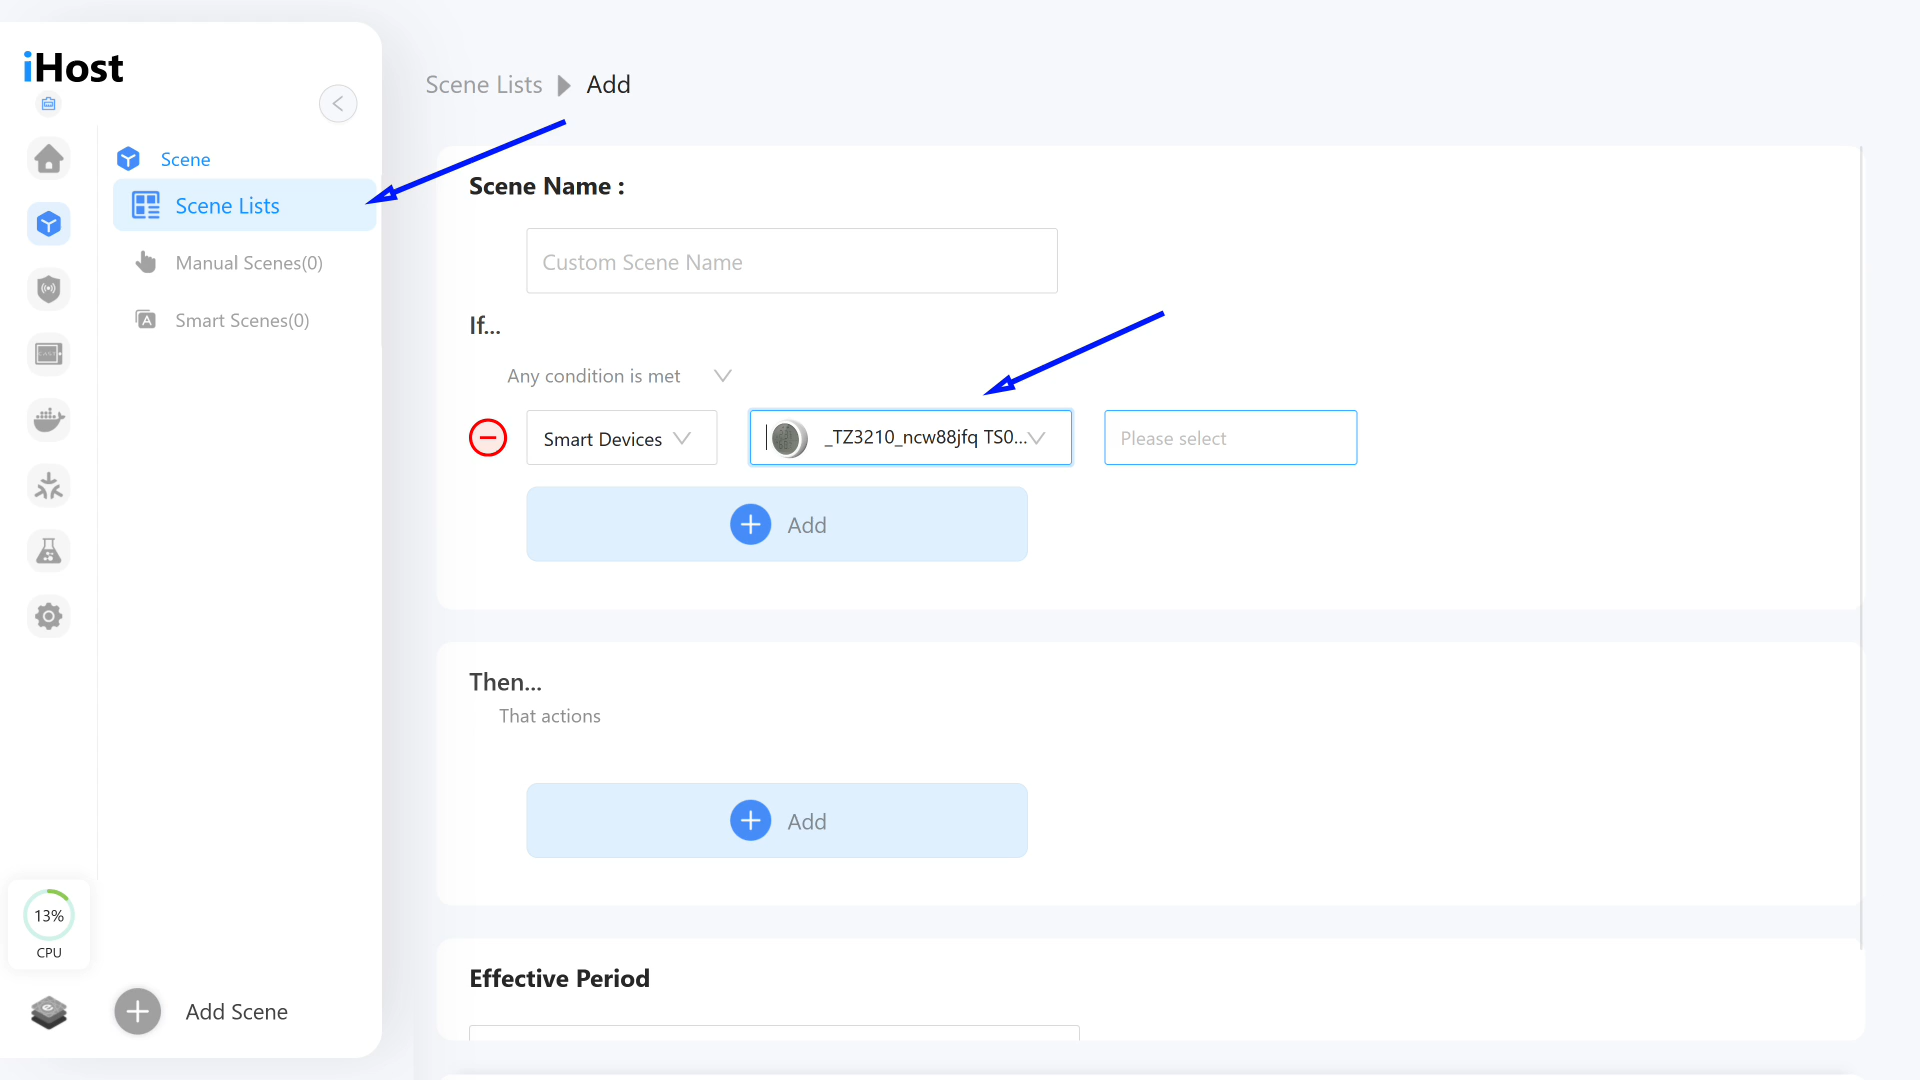 iHost
Scene
Scene Lists
Manual Scenes(0)
Smart Scenes(0)
13%
CPU
Add Scene
Scene Lists Add
Scene Name :
Custom Scene Name
If...
Any condition is met
Smart Devices
_TZ3210_ncw88jfq TS0...
Please select
Add
Then...
That actions
Add
Effective Period